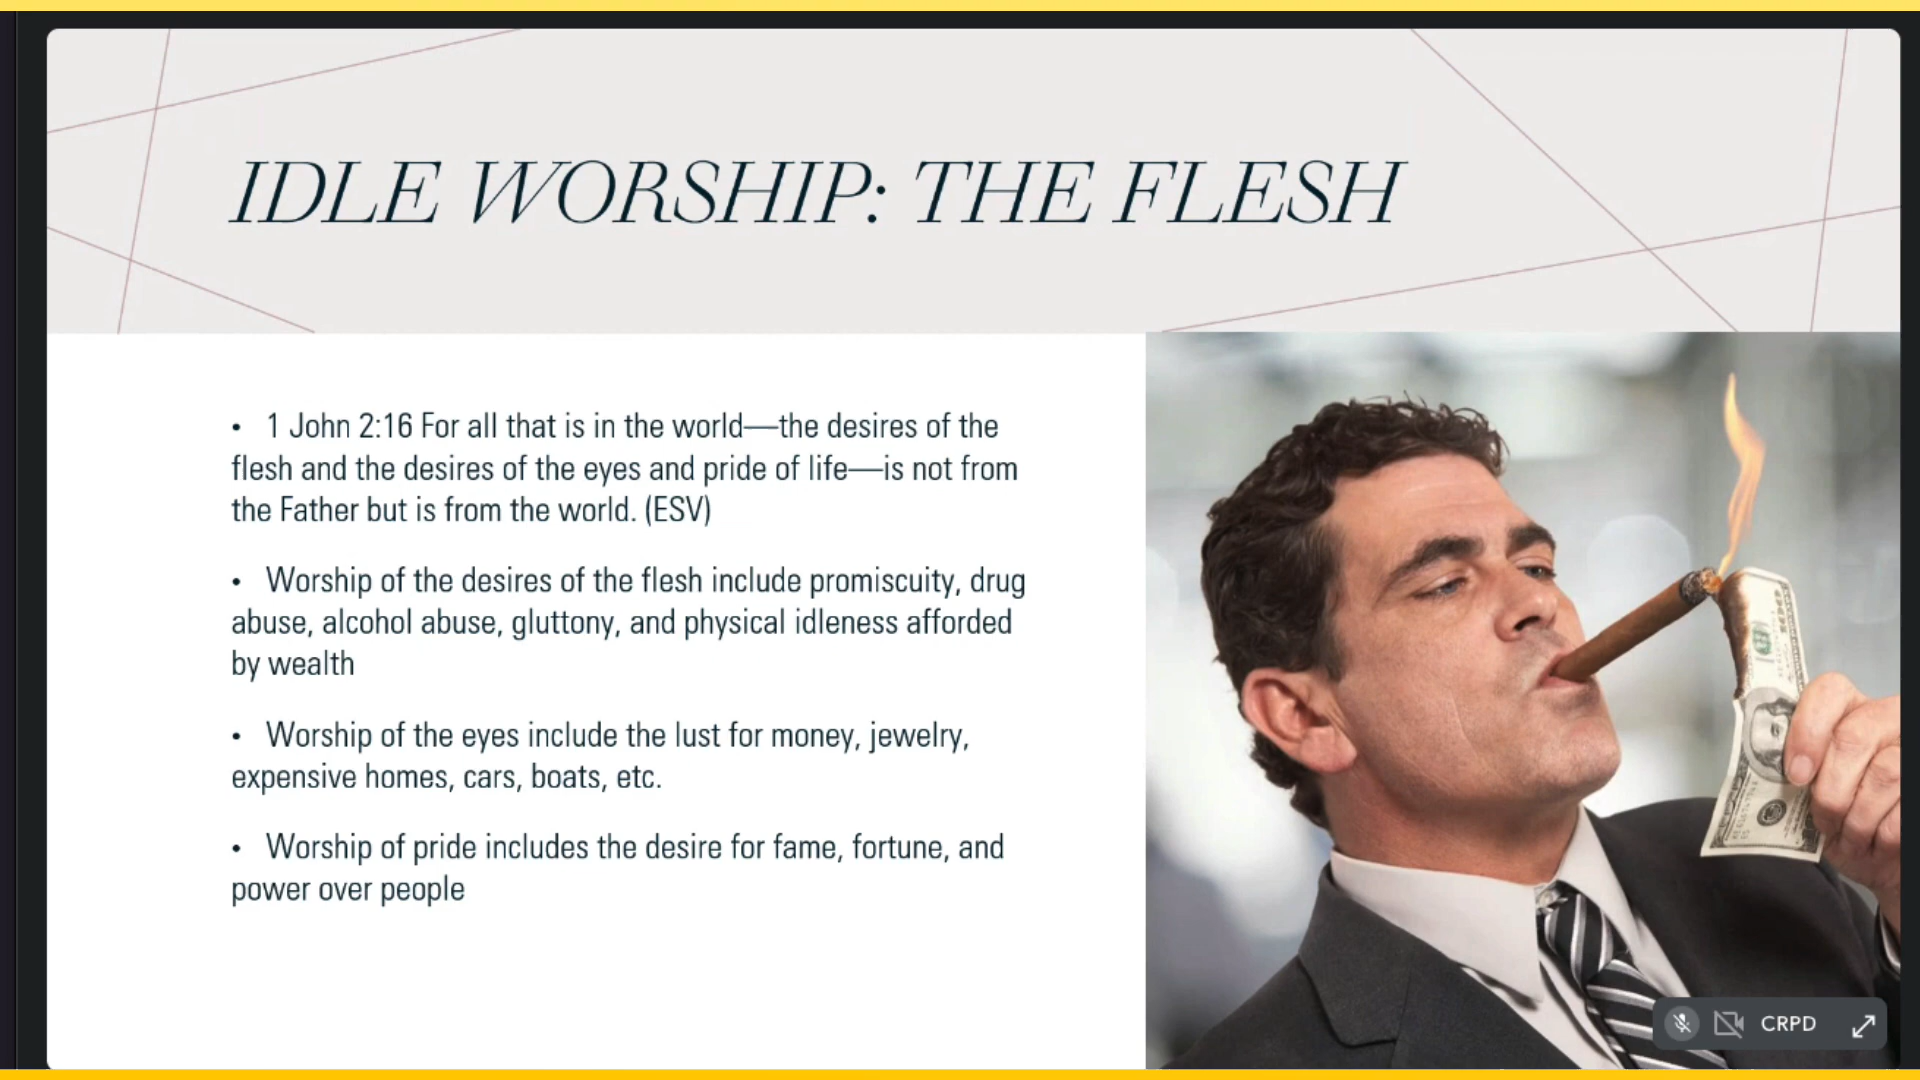 IDLE WORSHIP: THE FLESH
• 1 John 2:16 For all that is in the world—the desires of the
flesh and the desires of the eyes and pride of life—is not from
the Father but is from the world. (ESV)
• Worship of the desires of the flesh include promiscuity, drug
abuse, alcohol abuse, gluttony, and physical idleness afforded
by wealth
• Worship of the eyes include the lust for money, jewelry,
expensive homes, cars, boats, etc.
• Worship of pride includes the desire for fame, fortune, and
power over people
CRPD